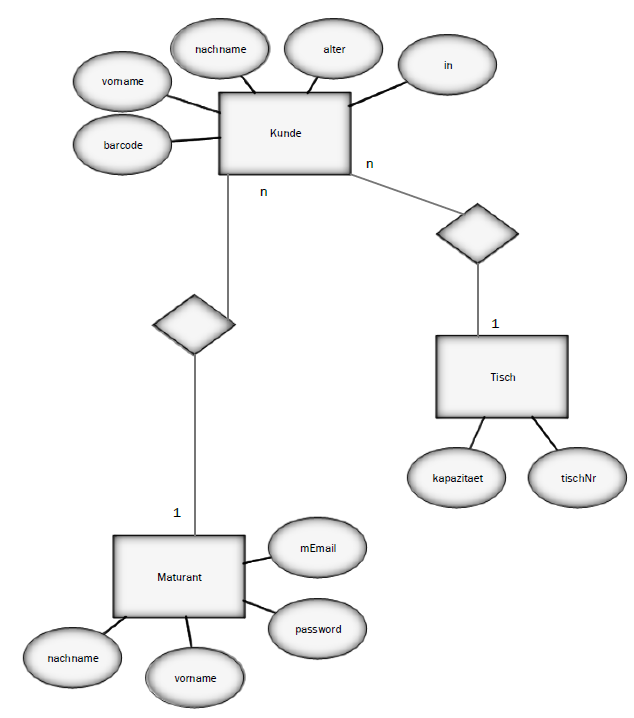 nachname
alter
in
vorname
Kunde
barcode
n
n
1
Tisch
kapazitaet
tischNr
1
mEmail
Maturant
password
nachname
vorname